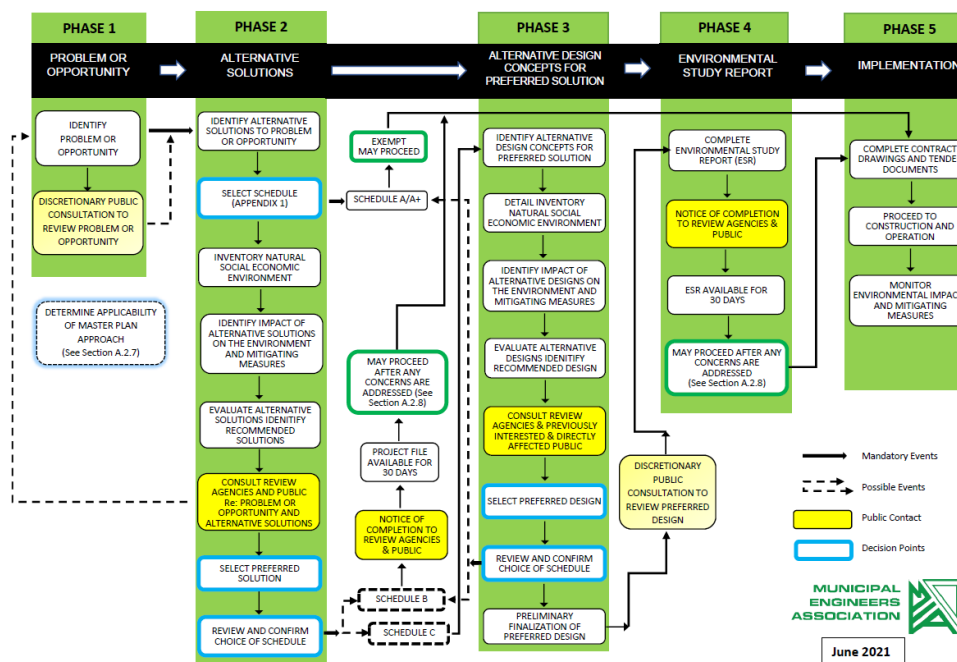 PHASE 1
PROBLEM OR
OPPORTUNITY
IDENTIFY
PROBLEM OR
OPPORTUNITY
DISCRETIONARY PUBLIC
CONSULTATION TO
REVIEW PROBLEM OR
OPPORTUNITY
DETERMINE APPLICABILITY
OF MASTER PLAN
APPROACH
(See Section A.2.7)
PHASE 2
ALTERNATIVE
SOLUTIONS
IDENTIFY ALTERNATIVE
SOLUTIONS TO PROBLEM
OR OPPORTUNITY
SELECT SCHEDULE
(APPENDIX 1)
INVENTORY NATURAL
SOCIAL ECONOMIC
ENVIRONMENT
IDENTIFY IMPACT OF
ALTERNATIVE SOLUTIONS
ON THE ENVIRONMENT
AND MITIGATING
MEASURES
EVALUATE ALTERNATIVE
SOLUTIONS IDENITIFY
RECOMMENDED
SOLUTIONS
CONSULT REVIEW
AGENCIES AND PUBLIC
Re: PROBLEM OR
OPPORTUNITY AND
ALTERNATIVE SOLUTIONS
SELECT PREFERRED
SOLUTION
REVIEW AND CONFIRM
CHOICE OF SCHEDULE
EXEMPT
MAY PROCEED
SCHEDULE A/A+
MAY PROCEED
AFTER ANY
CONCERNS ARE
ADDRESSED (See
Section A.2.8)
PROJECT FILE
AVAILABLE FOR
30 DAYS
NOTICE OF
COMPLETION TO
REVIEW AGENCIES
& PUBLIC
SCHEDULE B
SCHEDULE C
PHASE 3
ALTERNATIVE DESIGN
CONCEPTS FOR
PREFERRED SOLUTION
IDENTIFY ALTERNATIVE
DESIGN CONCEPTS FOR
PREFERRED SOLUTION
DETAIL INVENTORY
NATURAL SOCIAL
ECONOMIC ENVIRONMENT
IDENTIFY IMPACT OF
ALTERNATIVE DESIGNS ON
THE ENVIRONMENT AND
MITIGATING MEASURES
EVALUATE ALTERNATIVE
DESIGNS IDENITIFY
RECOMMENDED DESIGN
CONSULT REVIEW
AGENCIES & PREVIOUSLY
INTERESTED & DIRECTLY
AFFECTED PUBLIC
SELECT PREFERRED DESIGN
REVIEW AND CONFIRM
CHOICE OF SCHEDULE
PRELIMINARY
FINALIZATION OF
PREFERRED DESIGN
DISCRETIONARY
PUBLIC
CONSULTATION TO
REVIEW PREFERRED
DESIGN
PHASE 4
ENVIRONMENTAL
STUDY REPORT
COMPLETE
ENVIRONMENTAL STUDY
REPORT (ESR)
NOTICE OF COMPLETION
TO REVIEW AGENCIES &
PUBLIC
ESR AVAILABLE FOR
30 DAYS
MAY PROCEED AFTER ANY
CONCERNS ARE
ADDRESSED
(See Section A.2.8)
PHASE 5
IMPLEMENTATION
COMPLETE CONTRACT
DRAWINGS AND TENDER
DOCUMENTS
PROCEED TO
CONSTRUCTION AND
OPERATION
MONITOR
ENVIRONMENTAL IMPACT
AND MITIGATING
MEASURES
Mandatory Events
Possible Events
Public Contact
Decision Points
MUNICIPAL
ENGINEERS
ASSOCIATION
June 2021